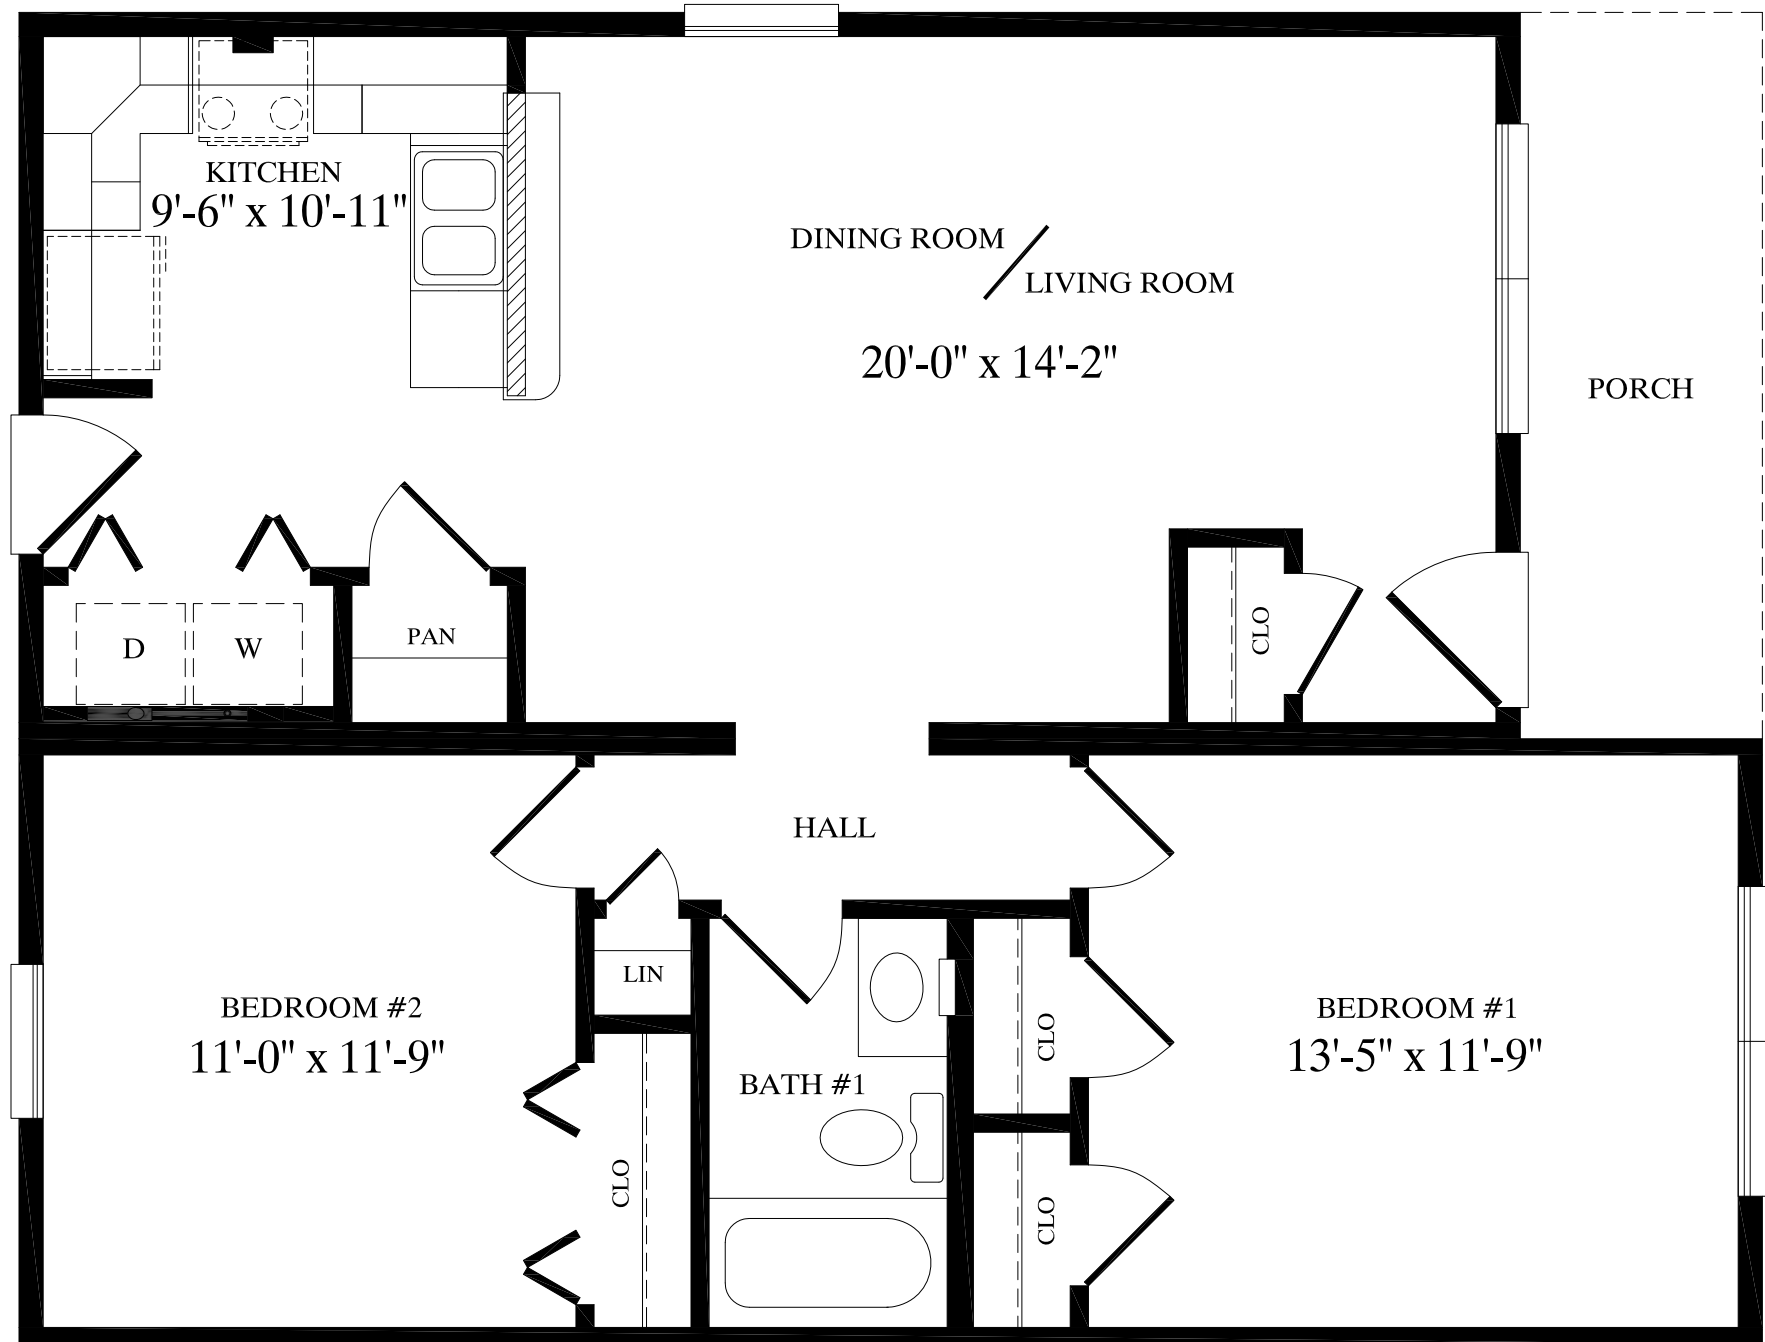 KITCHEN
9'-6" x 10'-11"
DINING ROOM
LIVING ROOM
20'-0" x 14'-2"
PORCH
D
W
PAN
CLO
HALL
LIN
BEDROOM #2
11'-0" x 11'-9"
BATH #1
CLO
BEDROOM #1
13'-5" x 11'-9"
CLO
CLO